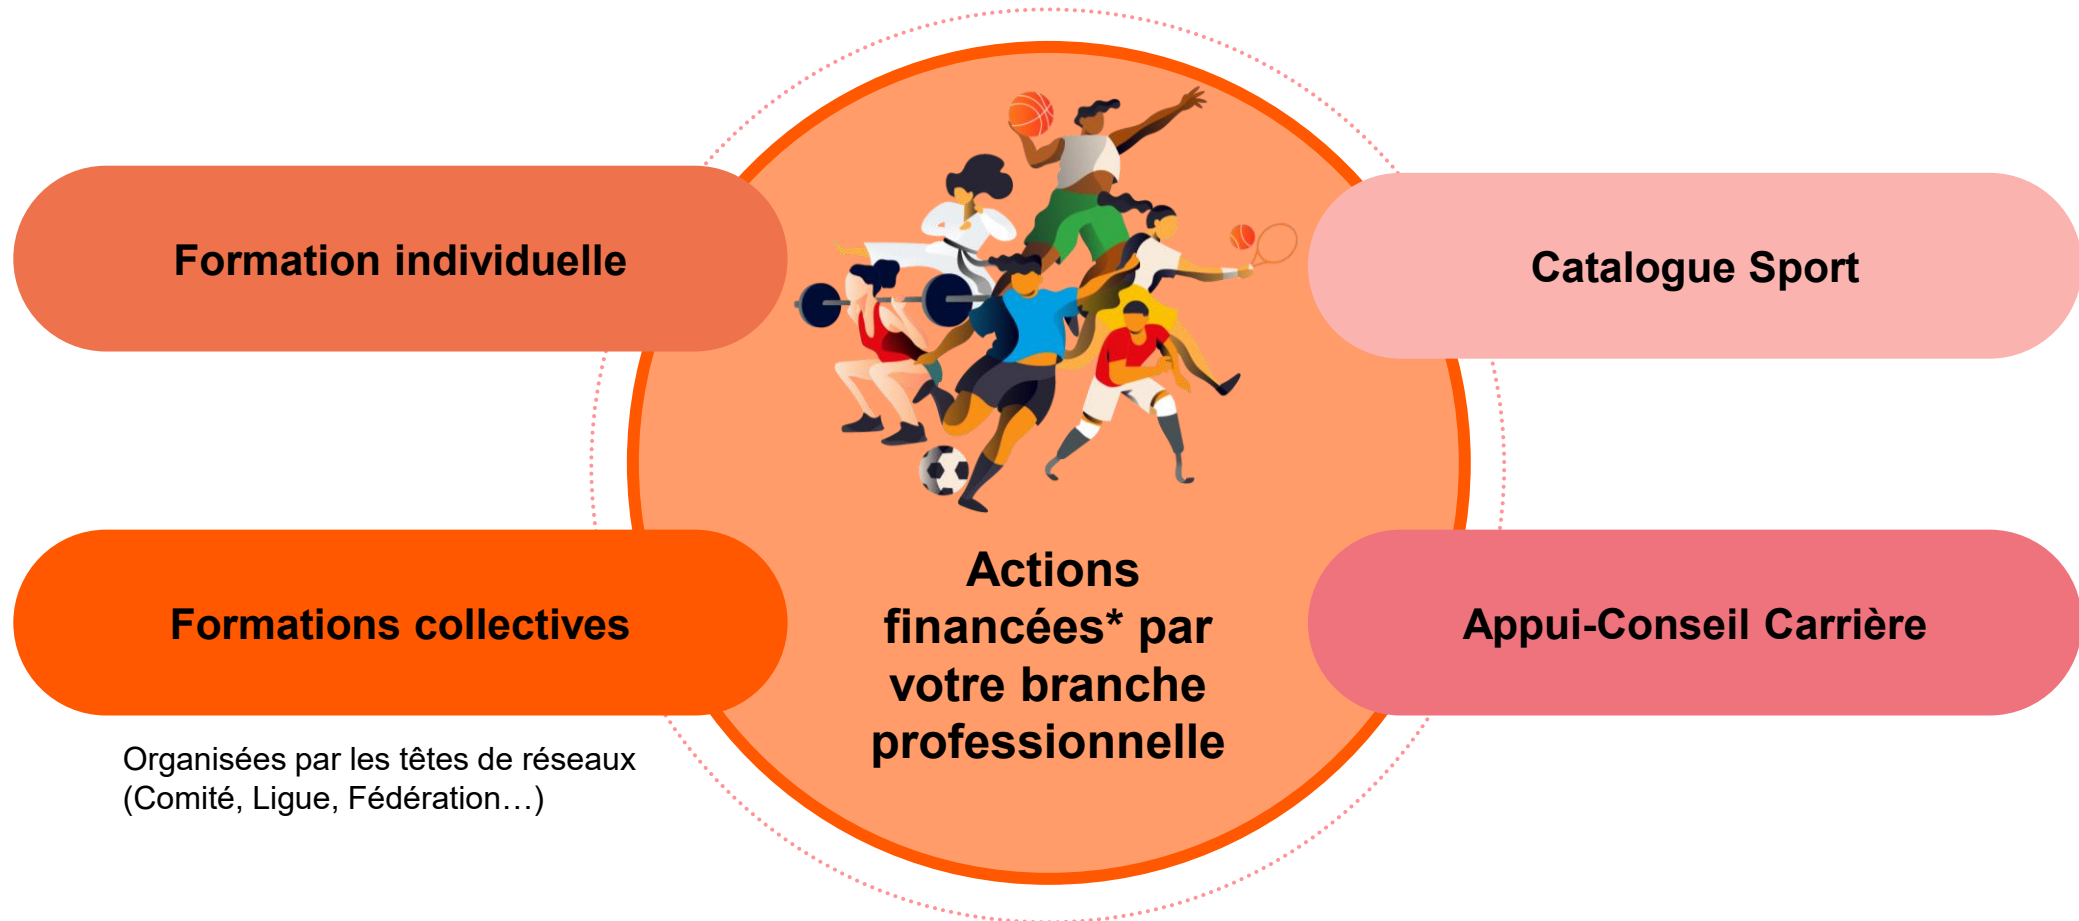 Formation individuelle
Catalogue Sport
Formations collectives
Organisées par les têtes de réseaux
(Comité, Ligue, Fédération…)
Actions
financées* par
votre branche
professionnelle
Appui-Conseil Carrière